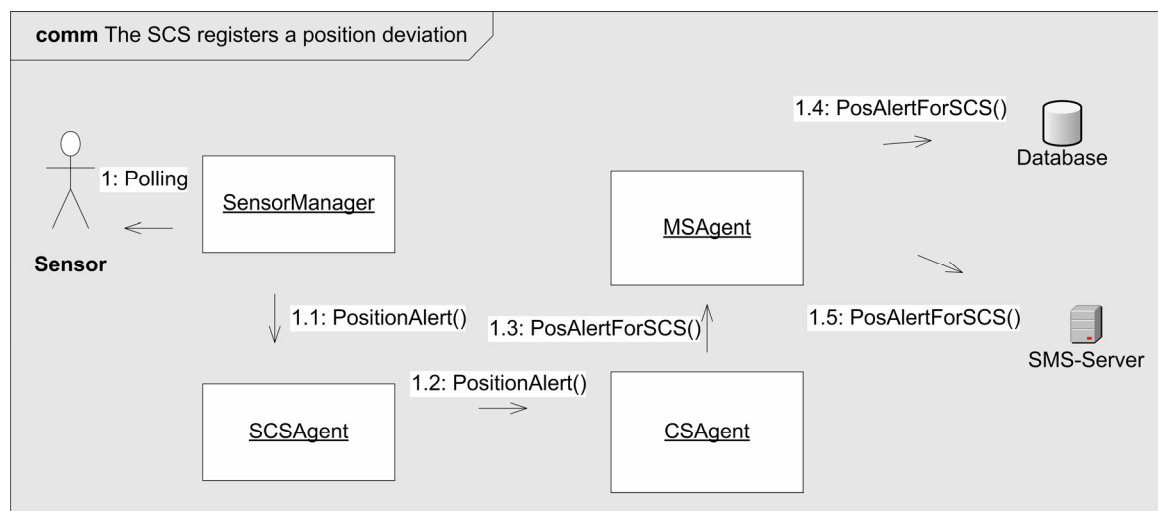 comm The SCS registers a position deviation
1.4: PosAlertForSCS()
Database
1: Polling
SensorManager
MSAgent
Sensor
1.1: PositionAlert()
1.3: PosAlertForSCS()
1.5: PosAlertForSCS()
SMS-Server
1.2: PositionAlert()
SCSAgent
CSAgent